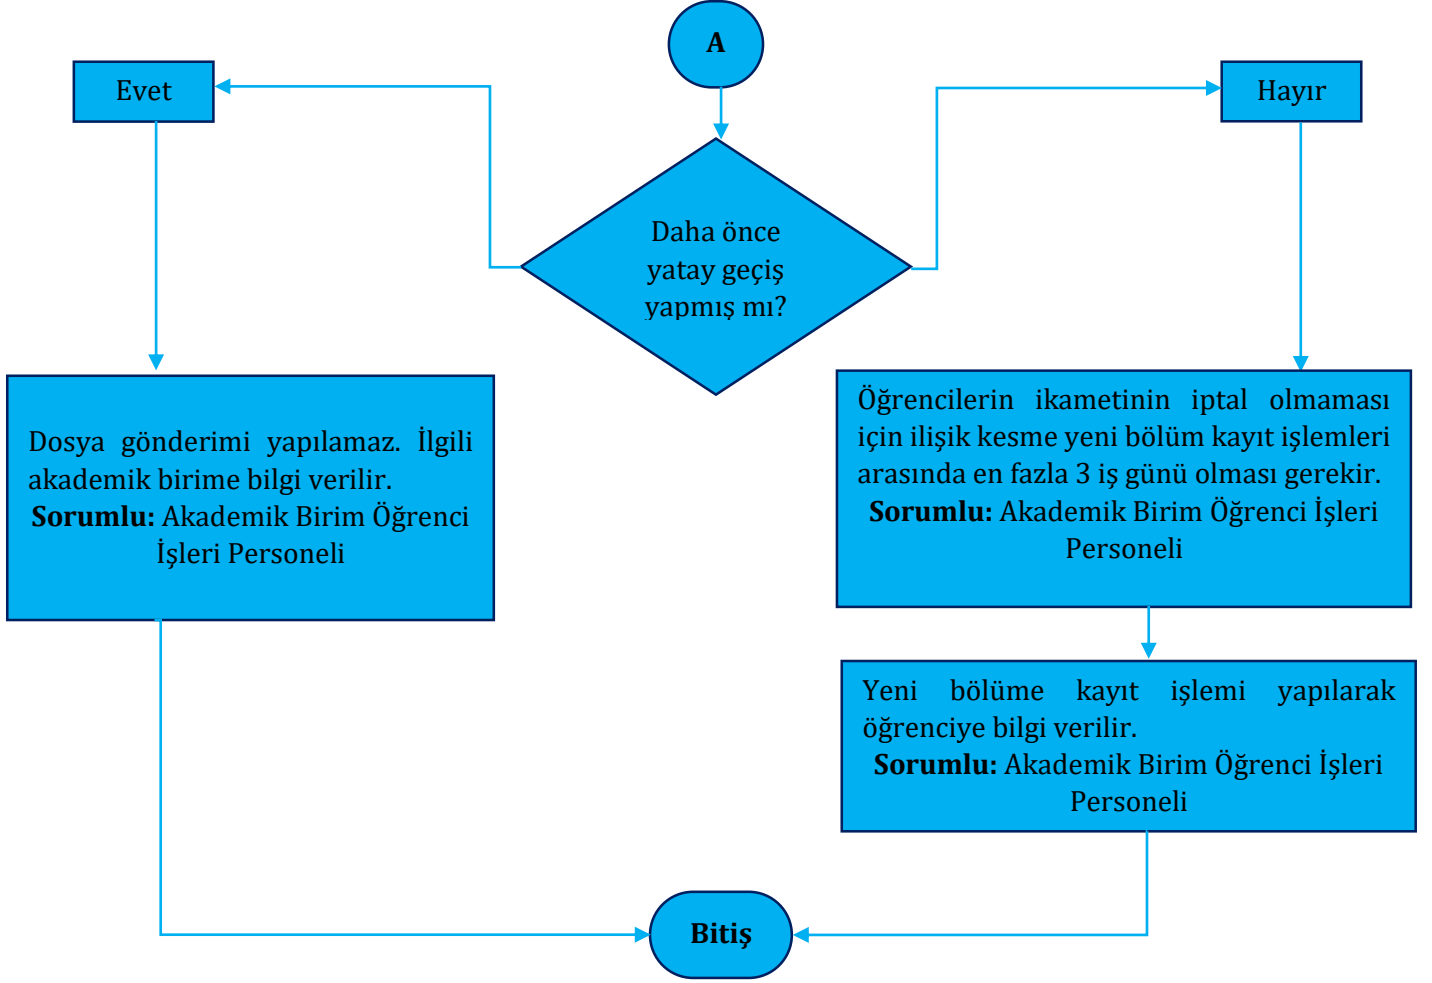 A
Evet
Hayır
Daha önce
yatay geçiş
yapmış mı?
Dosya gönderimi yapılamaz. İlgili
akademik birime bilgi verilir.
Sorumlu: Akademik Birim Öğrenci
İşleri Personeli
Öğrencilerin ikametinin iptal olmaması
için ilişik kesme yeni bölüm kayıt işlemleri
arasında en fazla 3 iş günü olması gerekir.
Sorumlu: Akademik Birim Öğrenci İşleri
Personeli
Yeni bölüme kayıt işlemi yapılarak
öğrenciye bilgi verilir.
Sorumlu: Akademik Birim Öğrenci İşleri
Personeli
Bitiş